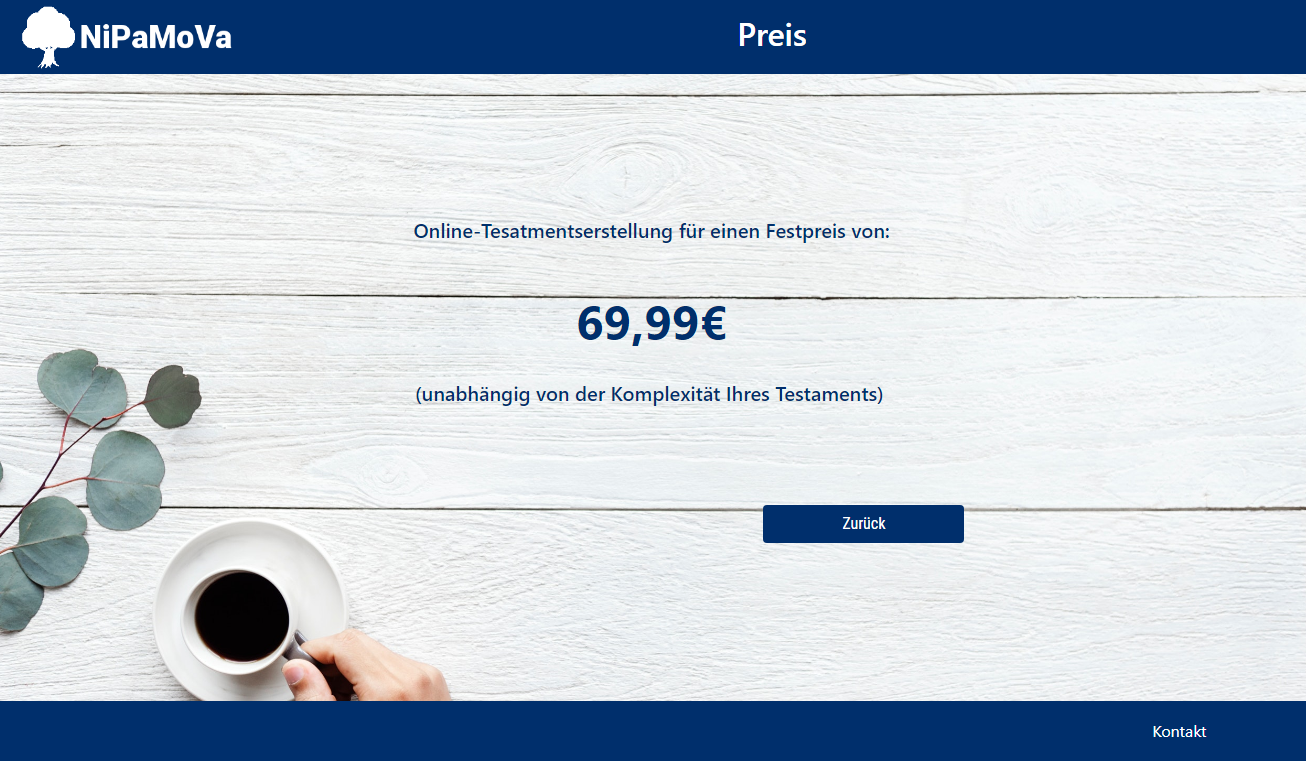 NiPaMoVa
Preis
Online-Tesatmentserstellung für einen Festpreis von:
69,99€
(unabhängig von der Komplexität Ihres Testaments)
Zurück
Kontakt